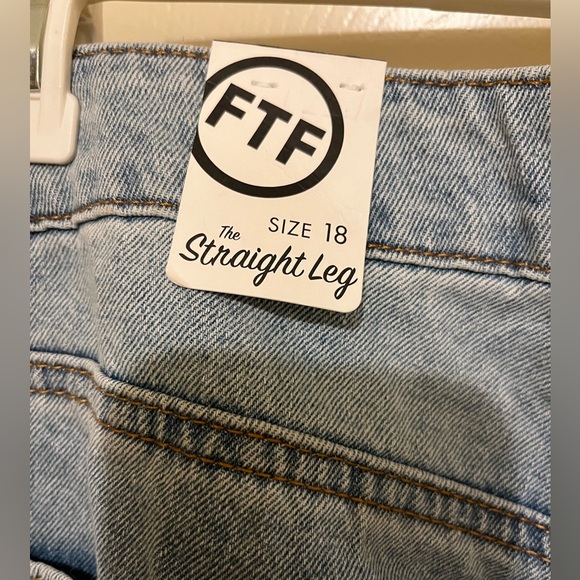 FTF
SIZE 18
The
Straight Leg